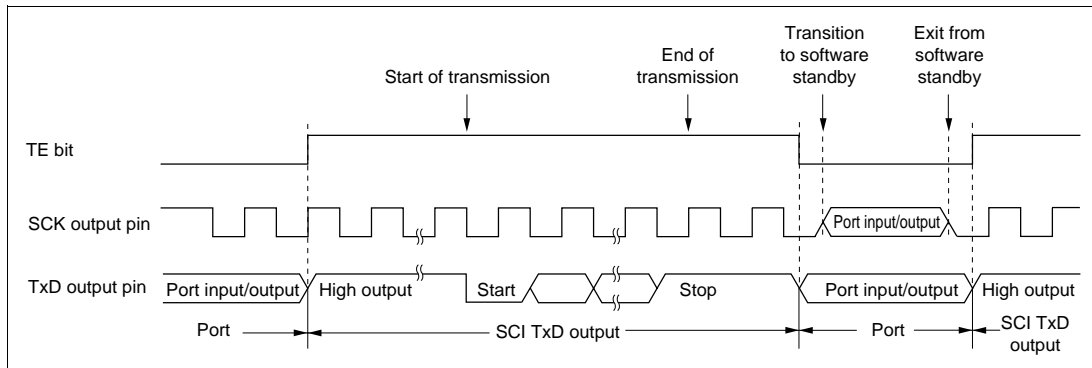 Transition
to software
standby
Exit from
software
standby
Start of transmission
End of
transmission
TE bit
SCK output pin
Port input/output
TxD output pin
Port input/output
High output
Start
Stop
Port input/output
High output
Port
SCI TxD output
Port
SCI TxD
output